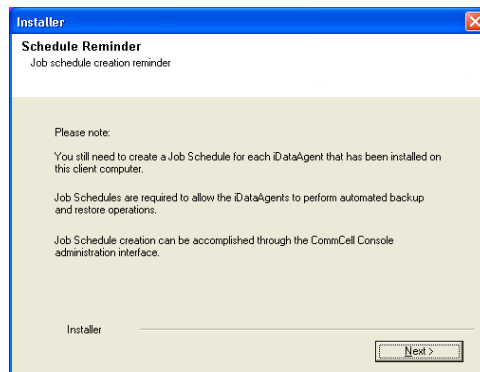 Installer
Schedule Reminder
Job schedule creation reminder
Please note:
You still need to create a Job Schedule for each iDataAgent that has been installed on
this client computer.
Job Schedules are required to allow the iDataAgents to perform automated backup
and restore operations.
Job Schedule creation can be accomplished through the CommCell Console
administration interface.
Installer
Next >